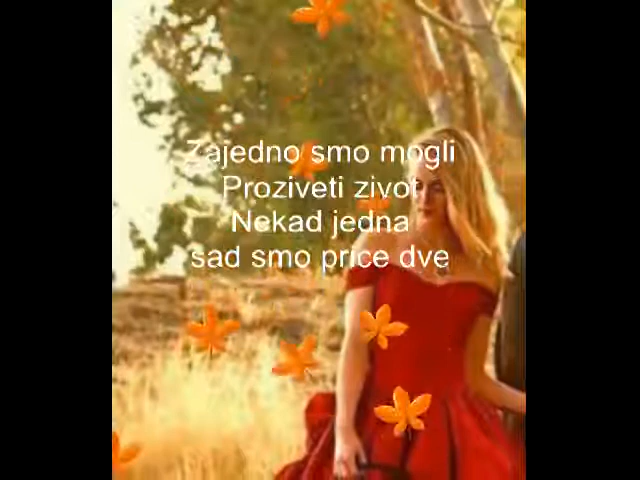 Zajedno smo mogli
Proziveti zivot
Nekad jedna
sad smo price dve